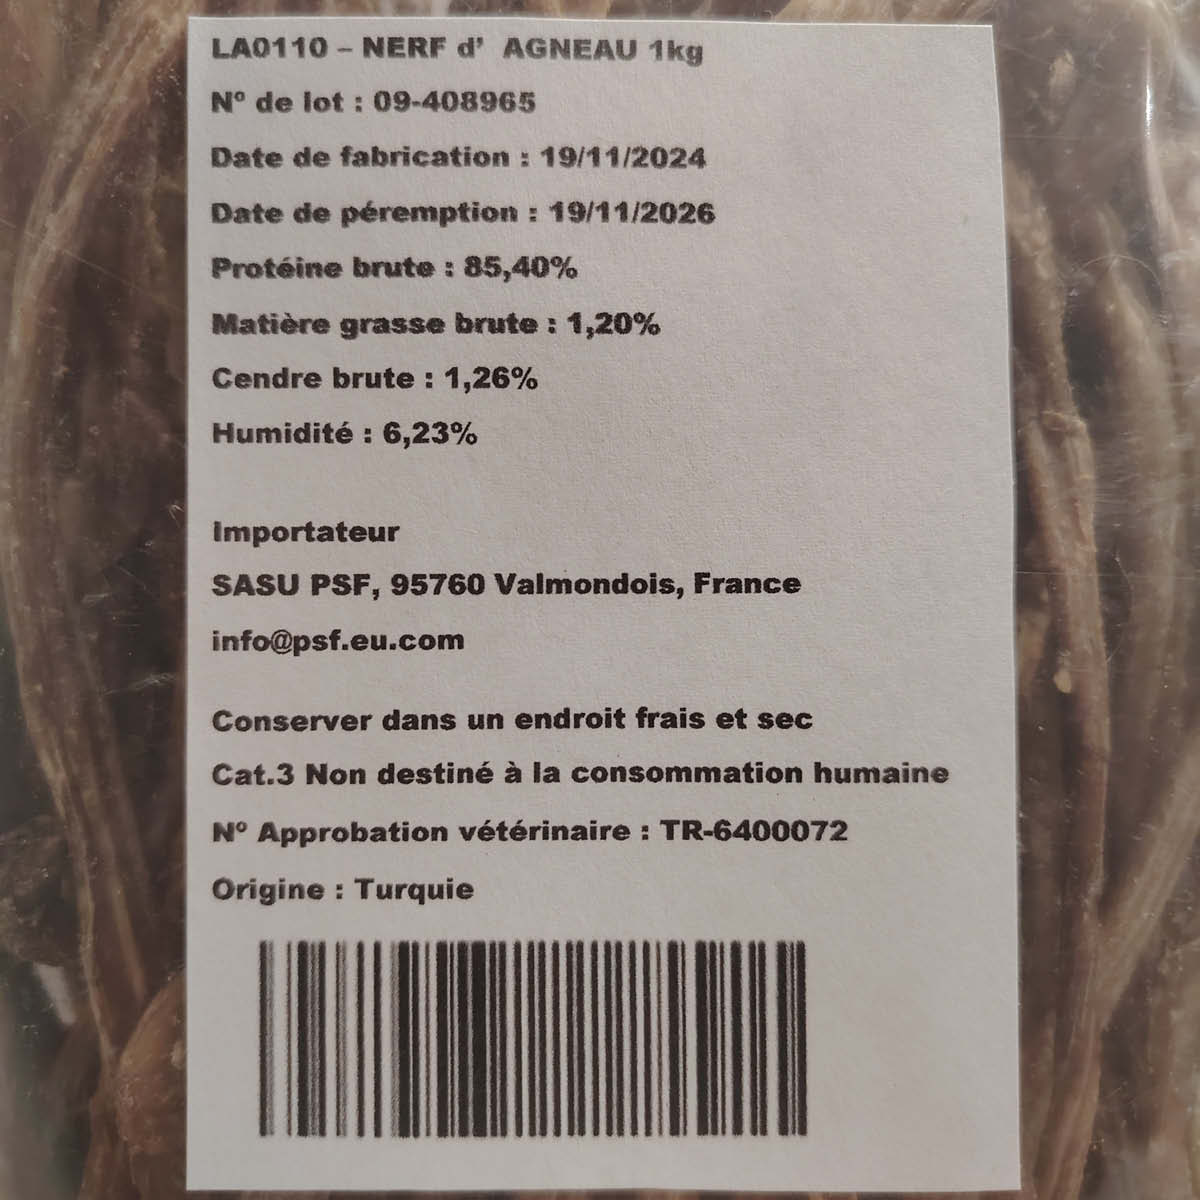 LA0110 – NERF d' AGNEAU 1kg
N° de lot : 09-408965
Date de fabrication : 19/11/2024
Date de péremption : 19/11/2026
Protéine brute : 85,40%
Matière grasse brute : 1,20%
Cendre brute : 1,26%
Humidité : 6,23%
Importateur
SASU PSF, 95760 Valmondois, France
info@psf.eu.com
Conserver dans un endroit frais et sec
Cat.3 Non destiné à la consommation humaine
N° Approbation vétérinaire : TR-6400072
Origine : Turquie